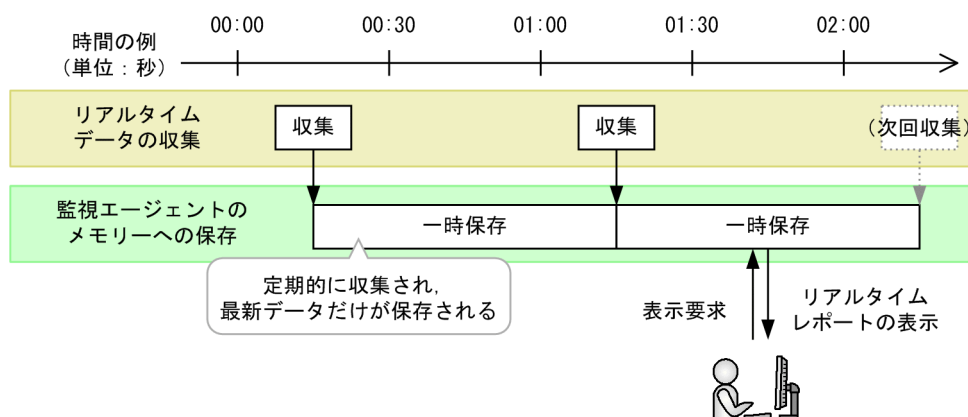 00:00 00:30 01:00 01:30 02:00
時間の例
（単位：秒）
リアルタイム
データの収集
収集
収集
（次回収集）
監視エージェントの
メモリーへの保存
一時保存
一時保存
定期的に収集され，
最新データだけが保存される
表示要求
リアルタイム
レポートの表示